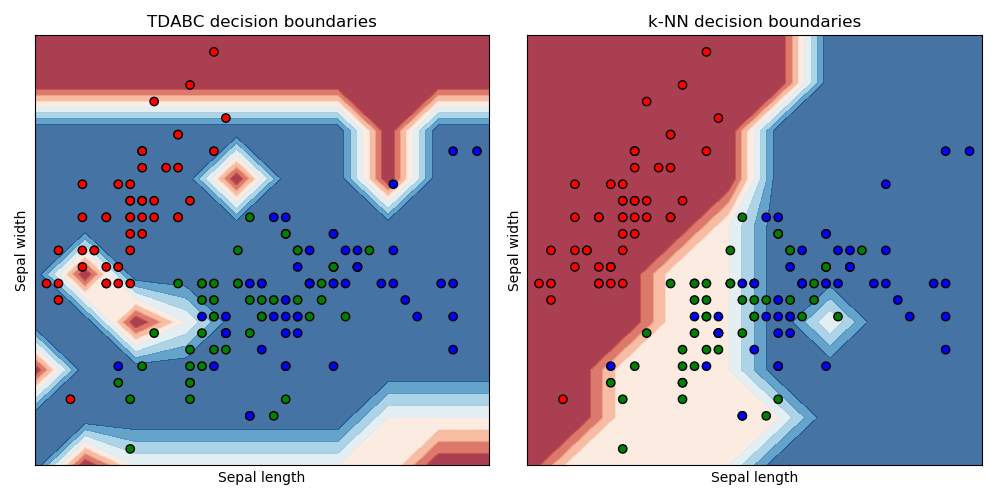 TDABC decision boundaries
k-NN decision boundaries
Sepal width
Sepal width
Sepal length
Sepal length